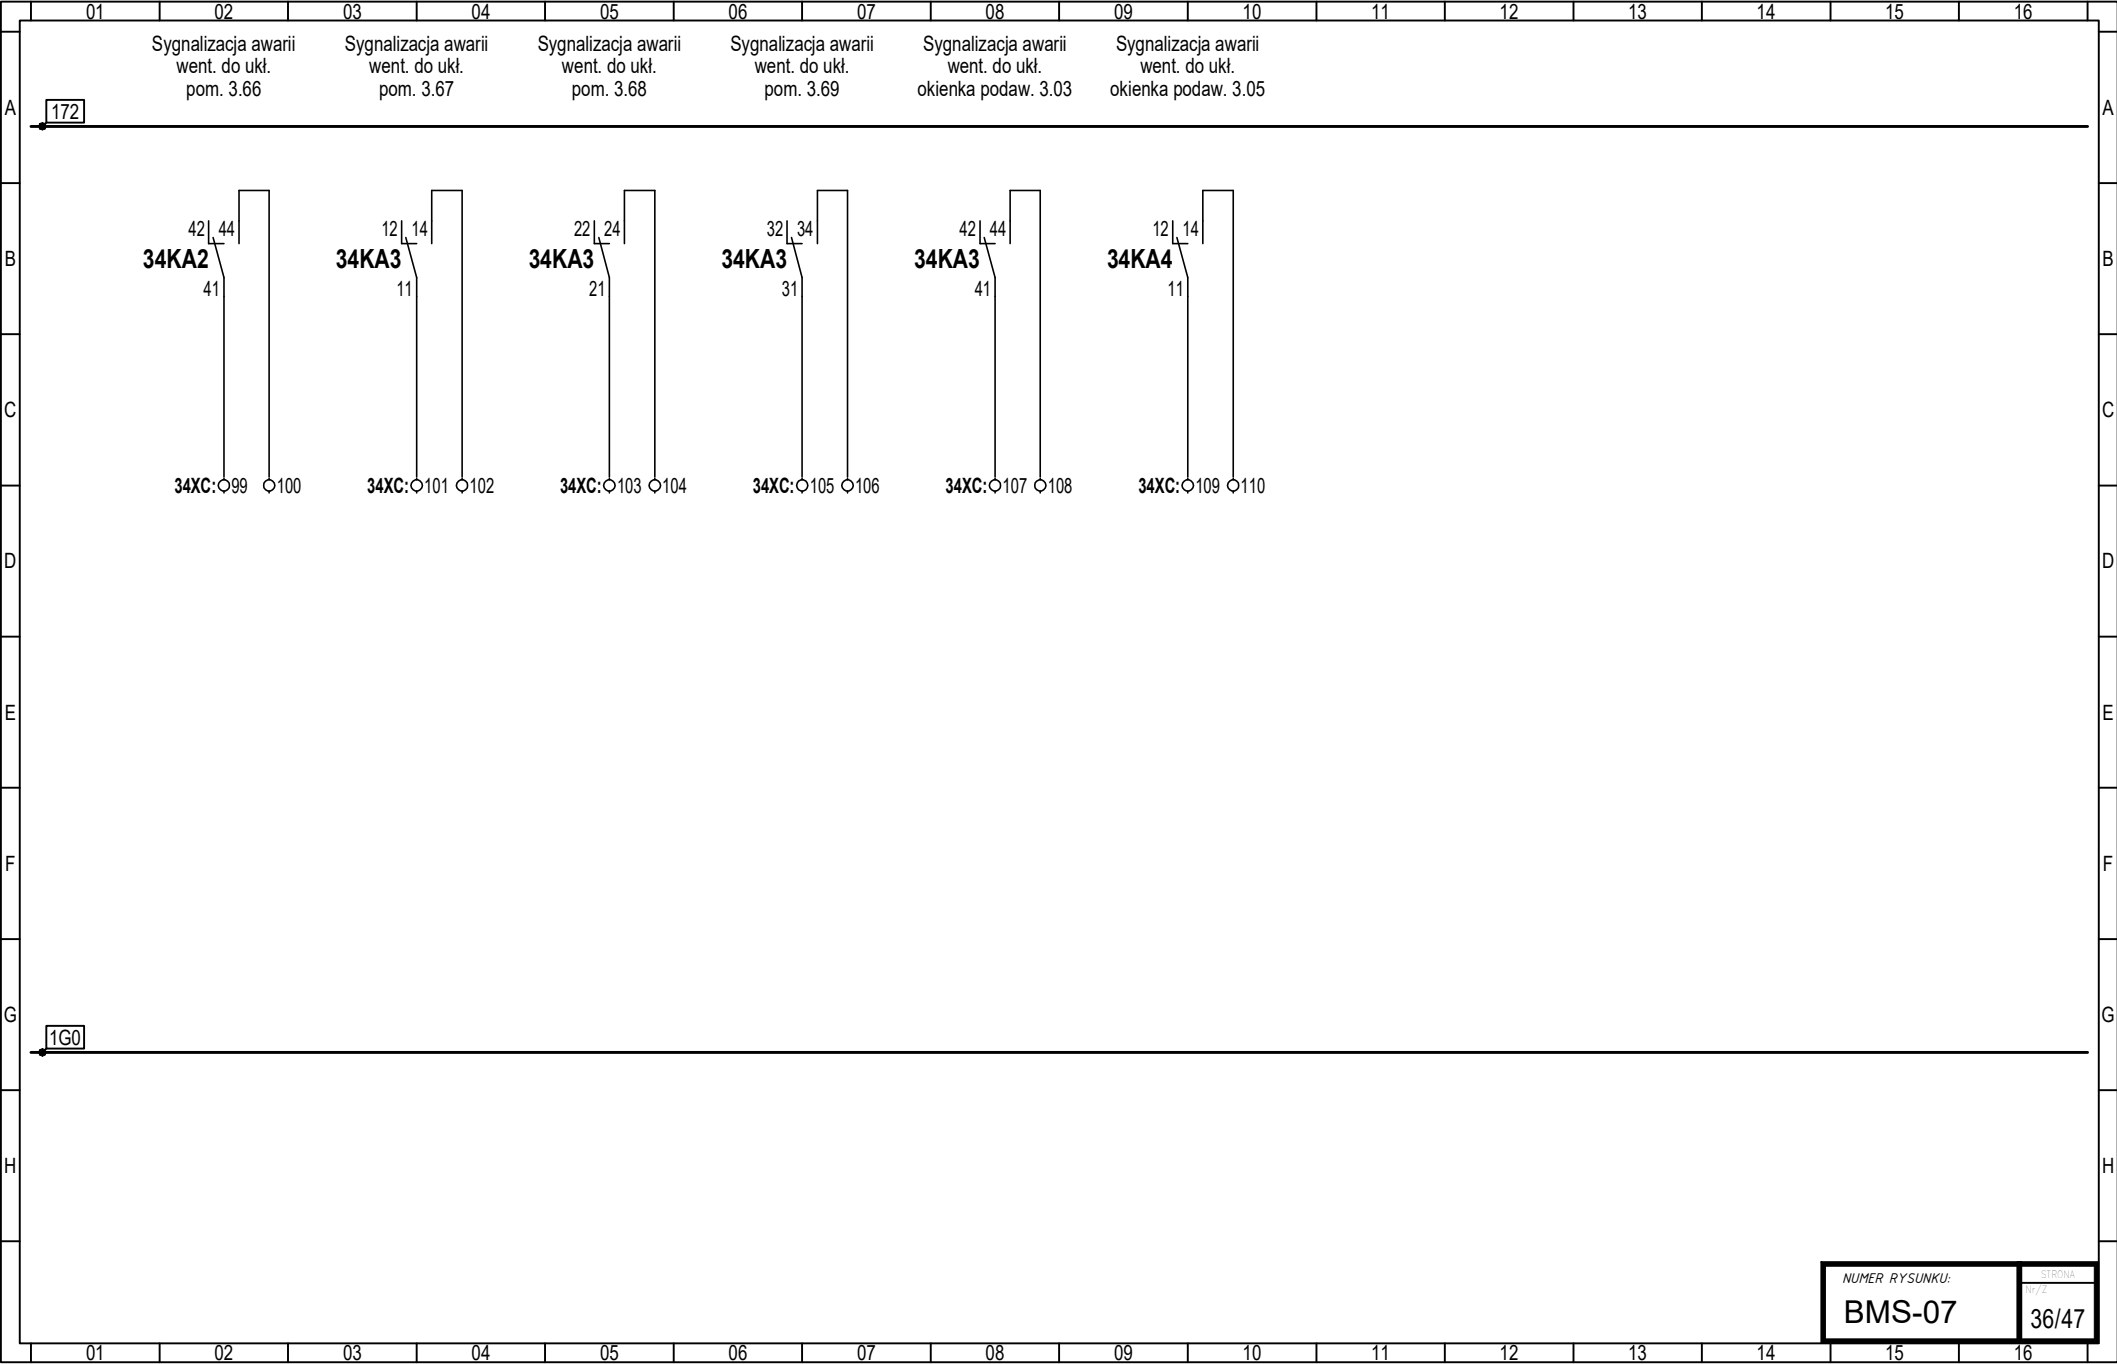 01 02 03 04 05 06 07 08 09 10 11 12 13 14 15 16
Sygnalizacja awarii
went. do ukł.
pom. 3.66
Sygnalizacja awarii
went. do ukł.
pom. 3.67
Sygnalizacja awarii
went. do ukł.
pom. 3.68
Sygnalizacja awarii
went. do ukł.
pom. 3.69
Sygnalizacja awarii
went. do ukł.
okienka podaw. 3.03
Sygnalizacja awarii
went. do ukł.
okienka podaw. 3.05
A A
172
42 44 12 14 22 24 32 34 42 44 12 14
B 34KA2 34KA3 34KA3 34KA3 34KA3 34KA4 B
41 11 21 31 41 11
C C
34XC: 99 100 34XC: 101 102 34XC: 103 104 34XC: 105 106 34XC: 107 108 34XC: 109 110
D D
E E
F F
G G
1G0
H H
NUMER RYSUNKU:
BMS-07
STRONA
Nr/Z
36/47
01 02 03 04 05 06 07 08 09 10 11 12 13 14 15 16